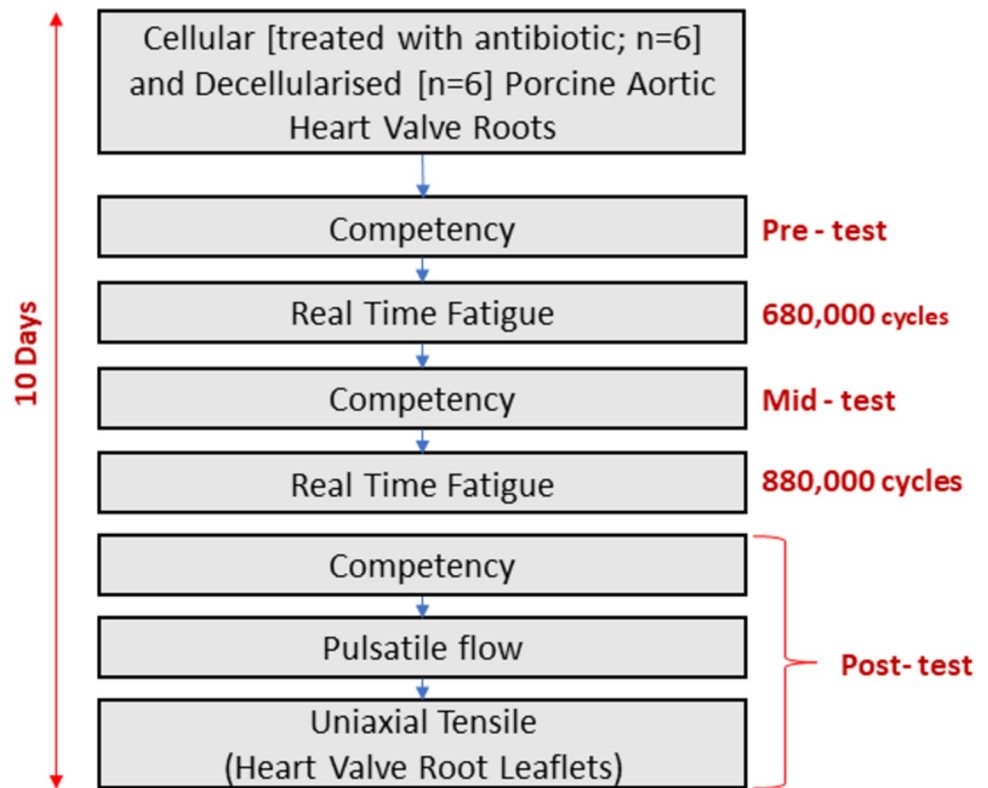 Cellular [treated with antibiotic; n=6]
and Decellularised [n=6] Porcine Aortic
Heart Valve Roots
Competency
Pre - test
Real Time Fatigue
680,000 cycles
10 Days
Competency
Mid - test
Real Time Fatigue
880,000 cycles
Competency
Pulsatile flow
Post- test
Uniaxial Tensile
(Heart Valve Root Leaflets)